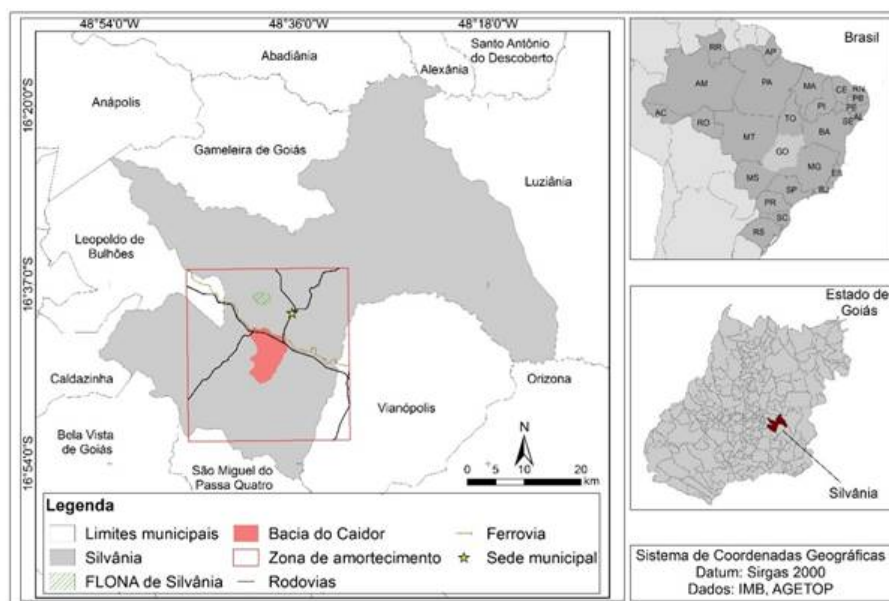 48°54'0"W
48°36'0"W
48°18'0"W
16°20'0"S
16°37'0"S
16°54'0"S
Abadiânia
Santo Antônio
do Descoberto
Alexânia
Anápolis
Gameleira de Goiás
Luziânia
Leopoldo de
Bulhões
Caldazinha
Orizona
Vianópolis
Bela Vista
de Goiás
São Miguel do
Passa Quatro
N
0 5 10 20
km
Legenda
Limites municipais
Bacia do Caidor
Ferrovia
Silvânia
Zona de amortecimento
Sede municipal
FLONA de Silvânia
Rodovias
Brasil
RR
AP
AM
PA
MA
CE
RN
PB
PE
AL
SE
PI
AC
RO
TO
BA
MT
GO
MG
ES
MS
SP
RJ
PR
SC
RS
Estado de
Goiás
Silvânia
Sistema de Coordenadas Geográficas
Datum: Sirgas 2000
Dados: IMB, AGETOP